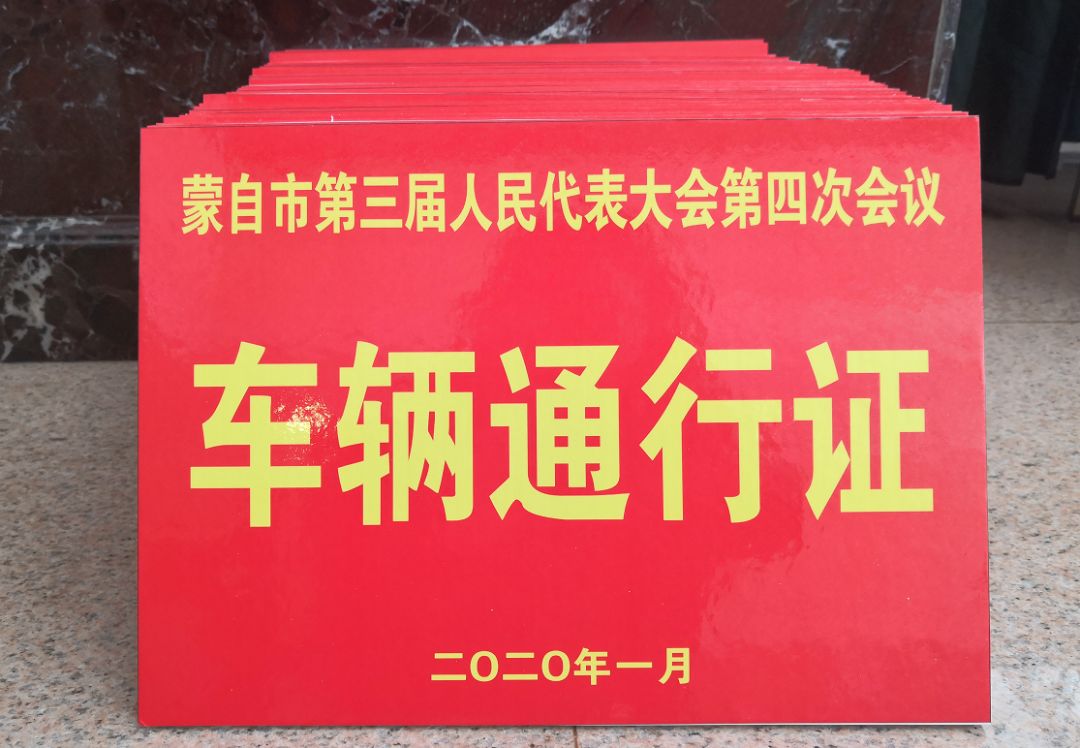 蒙自市第三届人民代表大会第四次会议
车辆通行证
二〇二〇年一月